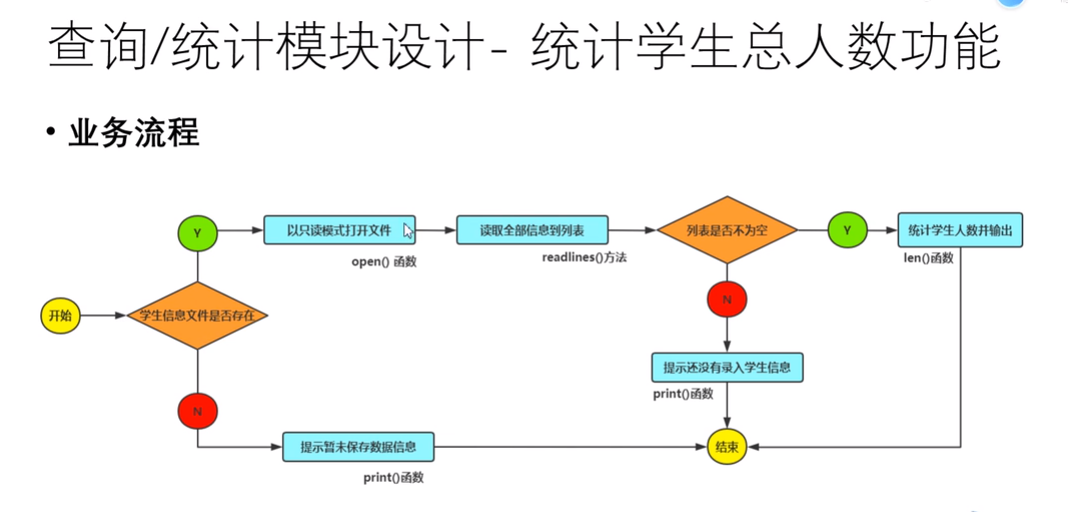 查询/统计模块设计- 统计学生总人数功能
• 业务流程
开始
学生信息文件是否存在
Y
以只读模式打开文件
open() 函数
读取全部信息到列表
readlines()方法
列表是否不为空
Y
统计学生人数并输出
len()函数
N
提示还没有录入学生信息
print()函数
N
提示暂未保存数据信息
print()函数
结束